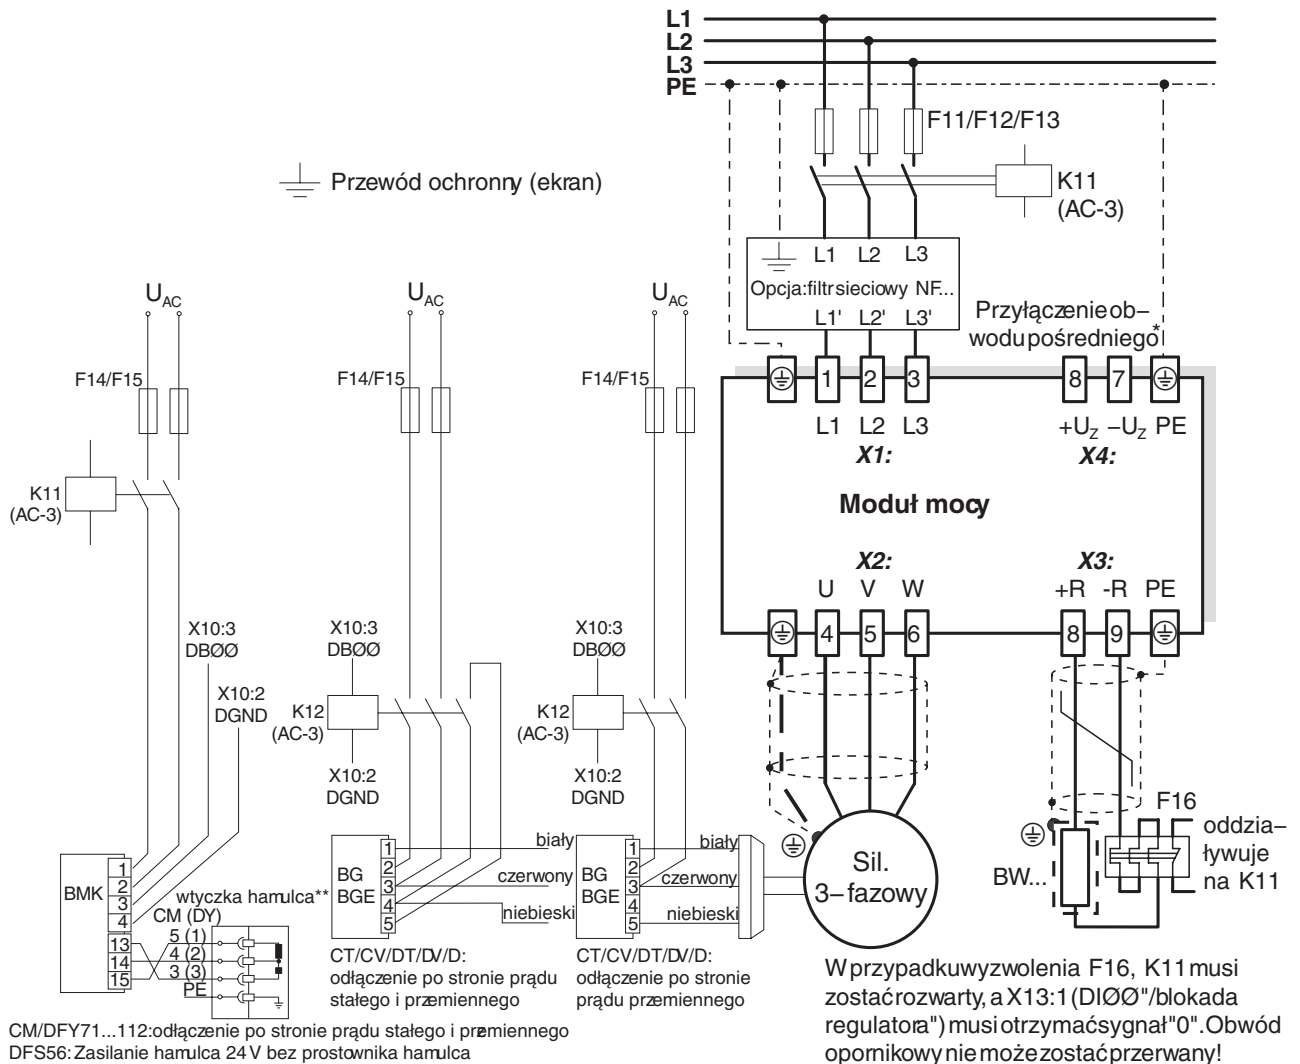 L1
L2
L3
PE
F11/F12/F13
K11
(AC-3)
Przewód ochronny (ekran)
L1 L2 L3
Opcja:filtr sieciowy NF...
L1' L2' L3'
Przyłączenie ob–
wodu pośredniego*
1 2 3 8 7
L1 L2 L3 +UZ –UZ PE
X1: X4:
Moduł mocy
X2: X3:
U V W +R -R PE
4 5 6 8 9
F16
oddzia–
ływuje
na K11
BW...
Sil.
3–fazowy
W przypadku wyzwolenia F16, K11 musi
zostać rozwarty, a X13:1 (DIØØ"/blokada
regulatora") musi otrzymać sygnał "0". Obwód
opornikowy nie może zostać przerwany!
UAC
F14/F15
K11
(AC-3)
X10:3
DBØØ
X10:2
DGND
BMK
1
2
3
4
13
14
15
wtyczka hamulca**
CM (DY)
5 (1)
4 (2)
3 (3)
PE
UAC
F14/F15
X10:3
DBØØ
K12
(AC-3)
X10:2
DGND
BG
BGE
1
2
3
4
5
biały
czerwony
niebieski
CT/CV/DT/DV/D:
odłączenie po stronie prądu
stałego i przemiennego
UAC
F14/F15
X10:3
DBØØ
K12
(AC-3)
X10:2
DGND
BG
BGE
1
2
3
4
5
biały
czerwony
niebieski
CT/CV/DT/DV/D:
odłączenie po stronie
prądu przemiennego
CM/DFY71...112:odłączenie po stronie prądu stałego i przemiennego
DFS56: Zasilanie hamulca 24 V bez prostownika hamulca